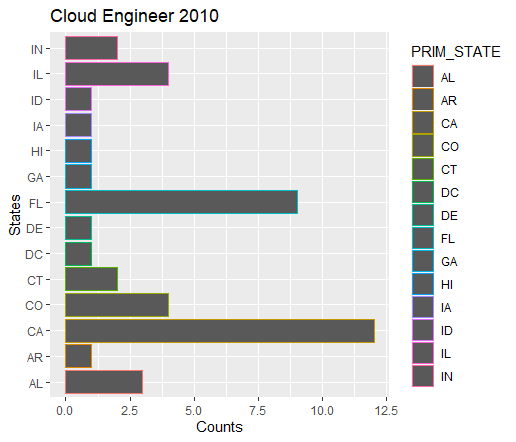 Cloud Engineer 2010
States
IN
IL
ID
IA
HI
GA
FL
DE
DC
CT
CO
CA
AR
AL
0.0 2.5 5.0 7.5 10.0 12.5
Counts
PRIM_STATE
AL
AR
CA
CO
CT
DC
DE
FL
GA
HI
IA
ID
IL
IN